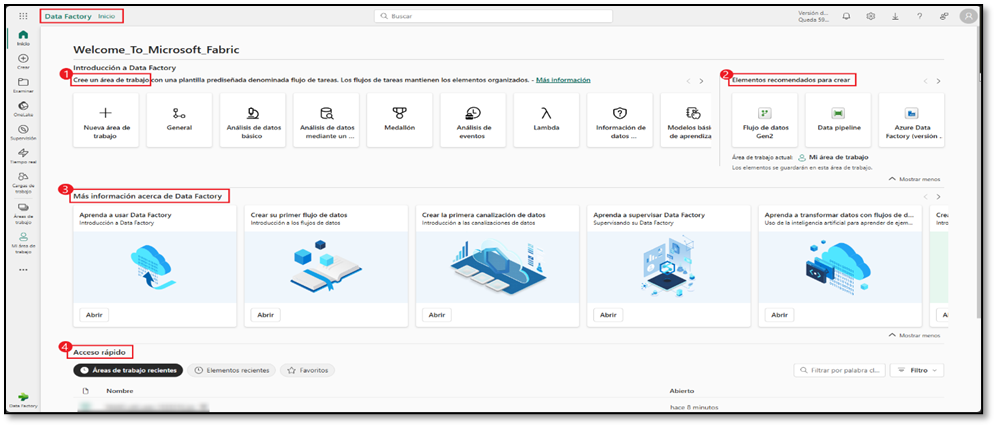 Data Factory Inicio
Buscar
Versión d...
Queda 59...
Inicio
Crear
Examinar
OneLake
Supervisión
Tiempo real
Cargas de
trabajo
Áreas de
trabajo
Mi área de
trabajo
Data Factory
Welcome_To_Microsoft_Fabric
Introducción a Data Factory
1
Cree un área de trabajo con una plantilla prediseñada denominada flujo de tareas. Los flujos de tareas mantienen los elementos organizados. - Más información
Nueva área de
trabajo
General
Análisis de datos
básico
Análisis de datos
mediante un ...
Medallón
Análisis de
eventos
Lambda
Información de
datos ...
Modelos básic
de aprendiza
2
Elementos recomendados para crear
Flujo de datos
Gen2
Data pipeline
Azure Data
Factory (versión .
Área de trabajo actual: Mi área de trabajo
Los elementos se guardarán en esta área de trabajo.
Mostrar menos
3
Más información acerca de Data Factory
Aprenda a usar Data Factory
Introducción a Data Factory
Abrir
Crear su primer flujo de datos
Introducción a los flujos de datos
Abrir
Crear la primera canalización de datos
Introducción a las canalizaciones de datos
Abrir
Aprenda a supervisar Data Factory
Supervisando su Data Factory
Abrir
Aprenda a transformar datos con flujos de d...
Uso de la inteligencia artificial para aprender de ejem...
Abrir
Crea
Intro
A
Mostrar menos
4
Acceso rápido
Áreas de trabajo recientes
Elementos recientes
Favoritos
Filtrar por palabra cl...
Filtro
Nombre
Abierto
hace 8 minutos